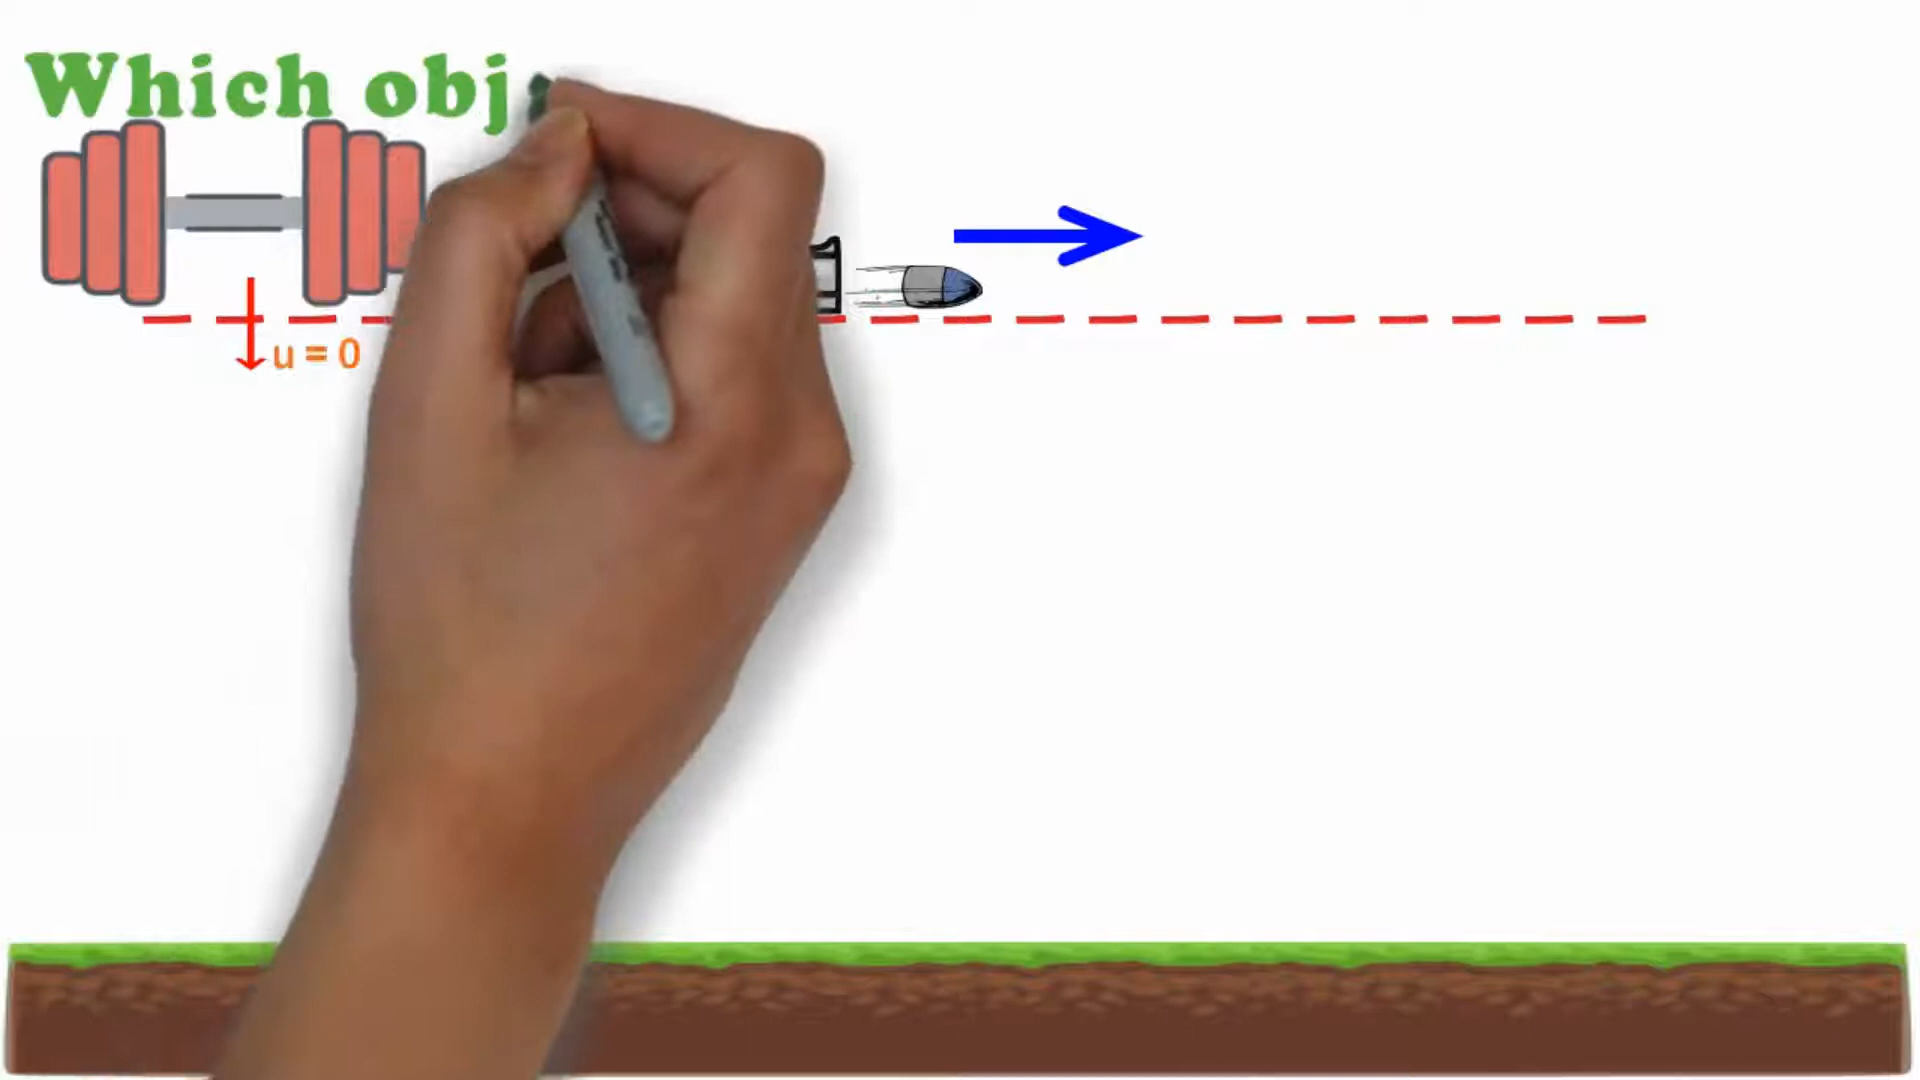 Which obj
u = 0